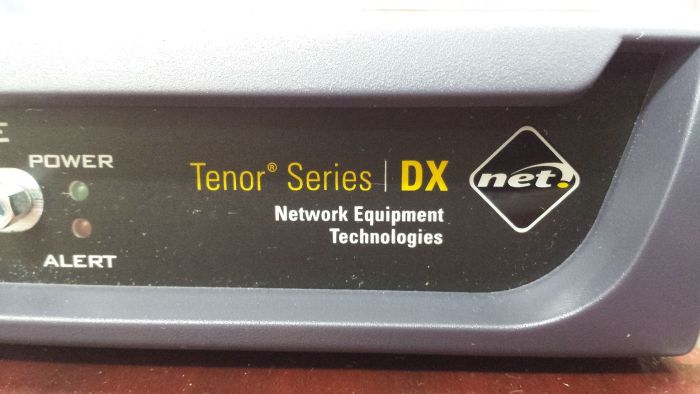 E
POWER
ALERT
Tenor® Series | DX
Network Equipment
Technologies
net!